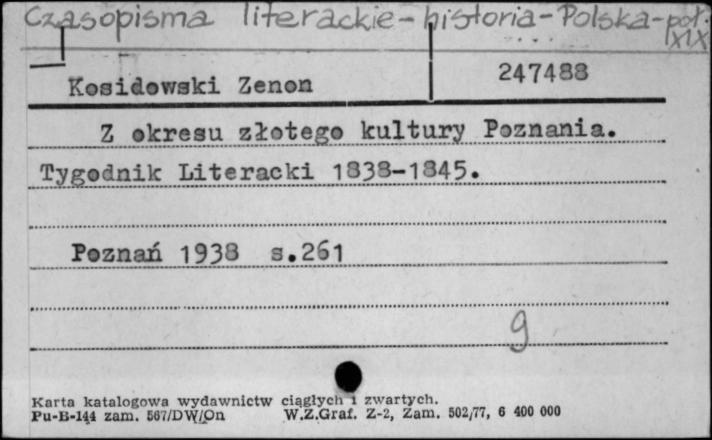 Czasopisma literackie - historia - Polska - poł.
XIX
Kosidowski Zenon 247488
Z okresu złotego kultury Poznania.
Tygodnik Literacki 1838-1845.
Poznań 1938 s.261
g
Karta katalogowa wydawnictw ciągłych i zwartych.
Pu-B-144 zam. 567/DW/On W.Z.Graf. Z-2, Zam. 502/77, 6 400 000